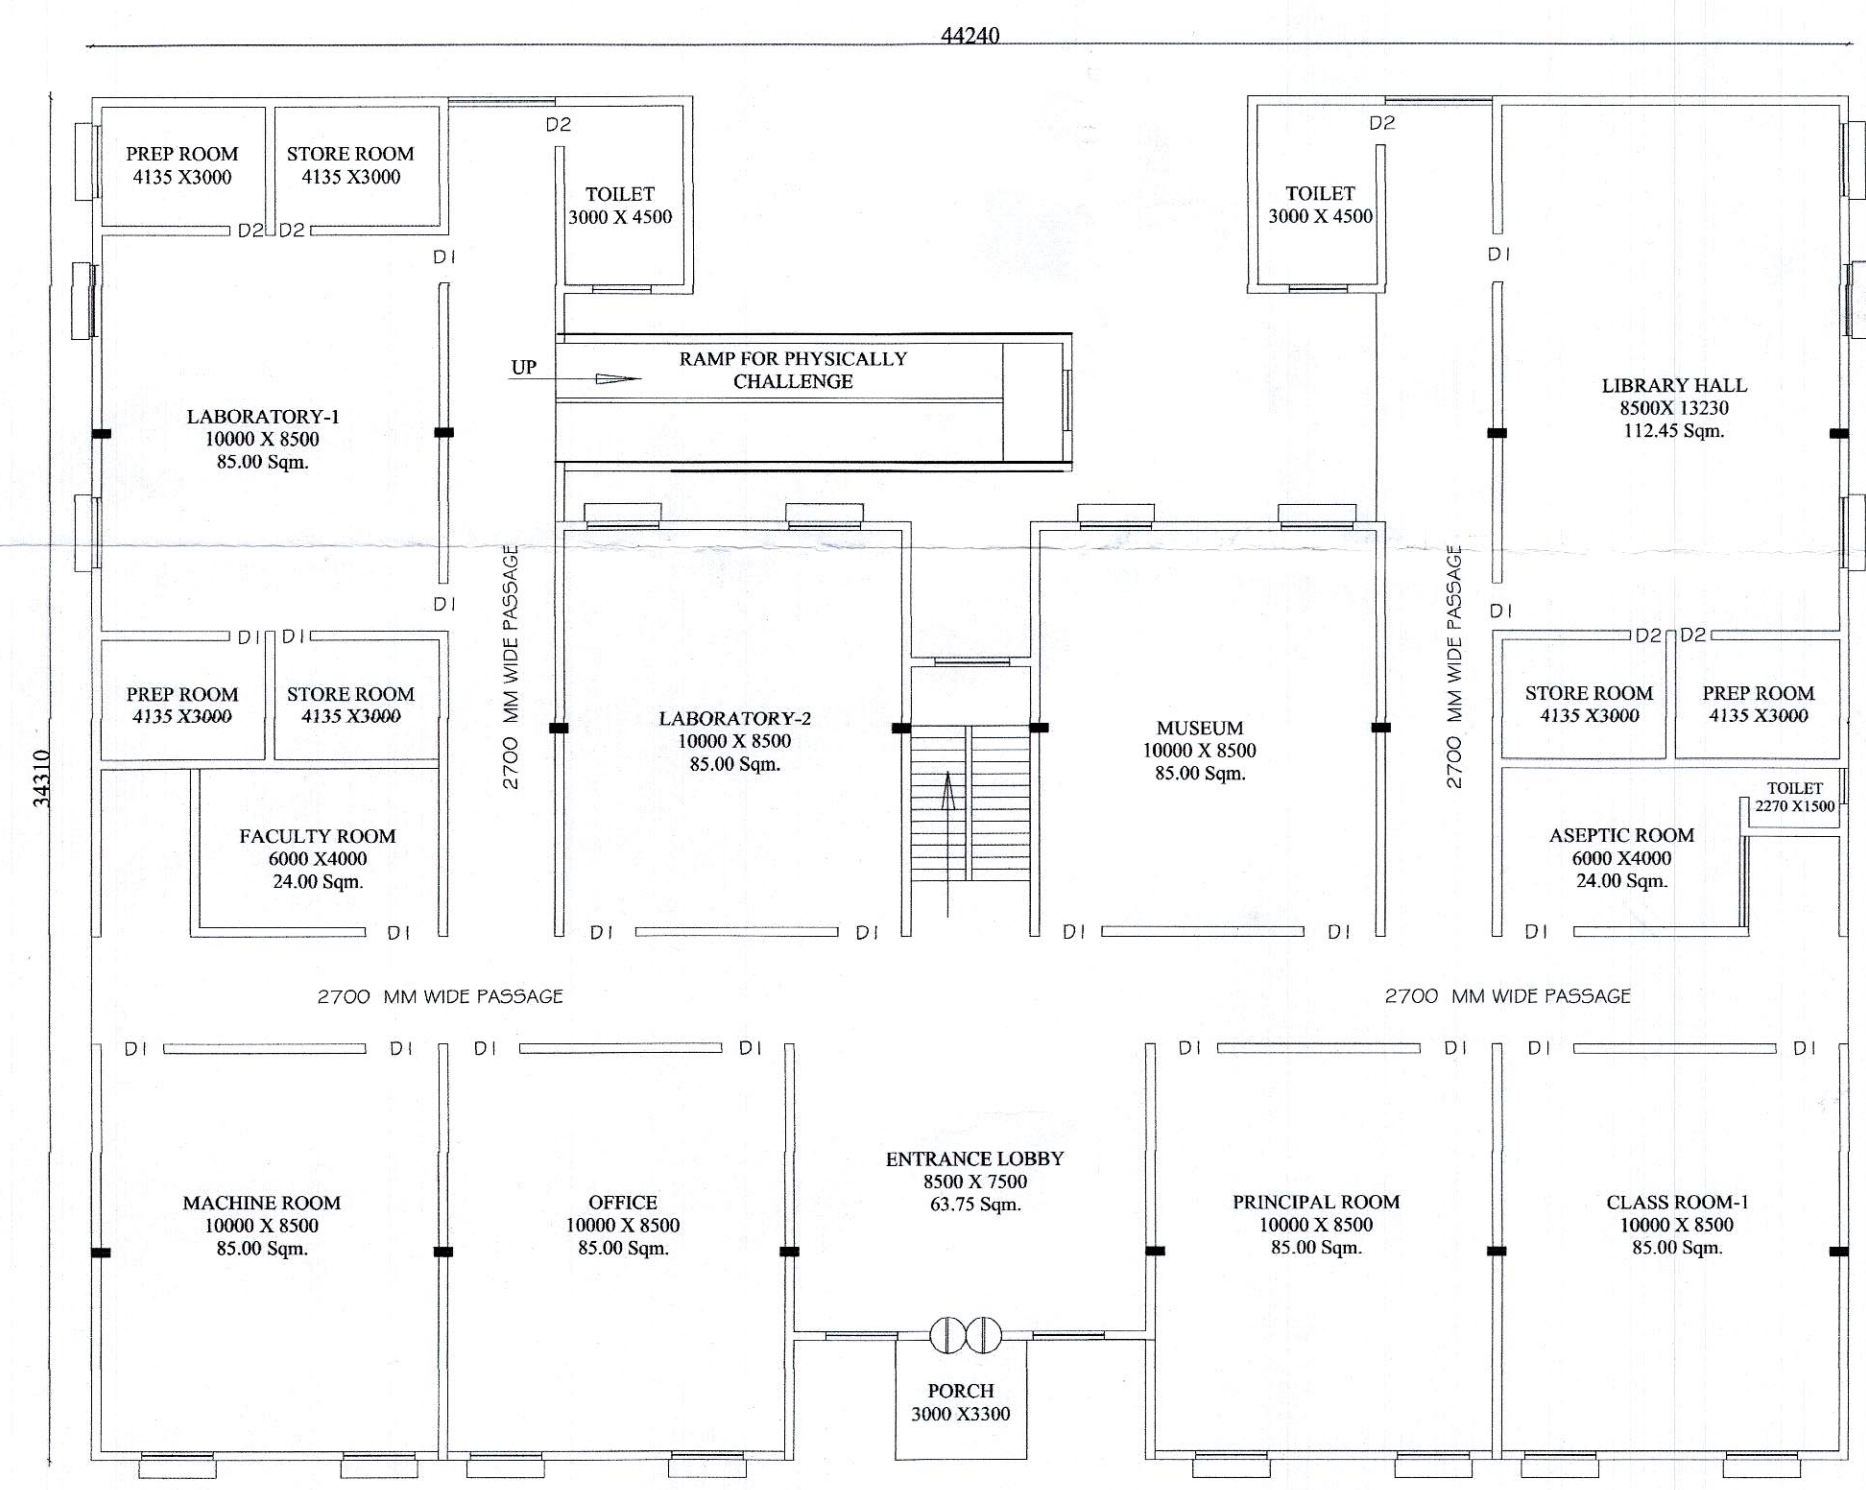 44240
34310
PREP ROOM
4135 X3000
STORE ROOM
4135 X3000
D2
TOILET
3000 X 4500
TOILET
3000 X 4500
D2
D2
D2
D1
D1
UP
RAMP FOR PHYSICALLY
CHALLENGE
LABORATORY-1
10000 X 8500
85.00 Sqm.
LIBRARY HALL
8500X 13230
112.45 Sqm.
D1
D1
D1
D1
D2
D2
PREP ROOM
4135 X3000
STORE ROOM
4135 X3000
2700 MM WIDE PASSAGE
LABORATORY-2
10000 X 8500
85.00 Sqm.
MUSEUM
10000 X 8500
85.00 Sqm.
2700 MM WIDE PASSAGE
STORE ROOM
4135 X3000
PREP ROOM
4135 X3000
TOILET
2270 X1500
FACULTY ROOM
6000 X4000
24.00 Sqm.
ASEPTIC ROOM
6000 X4000
24.00 Sqm.
D1
D1
D1
D1
D1
D1
2700 MM WIDE PASSAGE
2700 MM WIDE PASSAGE
D1
D1
D1
D1
D1
D1
D1
D1
MACHINE ROOM
10000 X 8500
85.00 Sqm.
OFFICE
10000 X 8500
85.00 Sqm.
ENTRANCE LOBBY
8500 X 7500
63.75 Sqm.
PRINCIPAL ROOM
10000 X 8500
85.00 Sqm.
CLASS ROOM-1
10000 X 8500
85.00 Sqm.
PORCH
3000 X3300